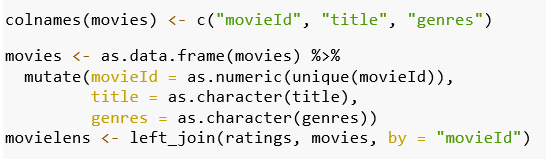 colnames(movies) <- c("movieId", "title", "genres")
movies <- as.data.frame(movies) %>%
mutate(movieId = as.numeric(unique(movieId)),
title = as.character(title),
genres = as.character(genres))
movielens <- left_join(ratings, movies, by = "movieId")